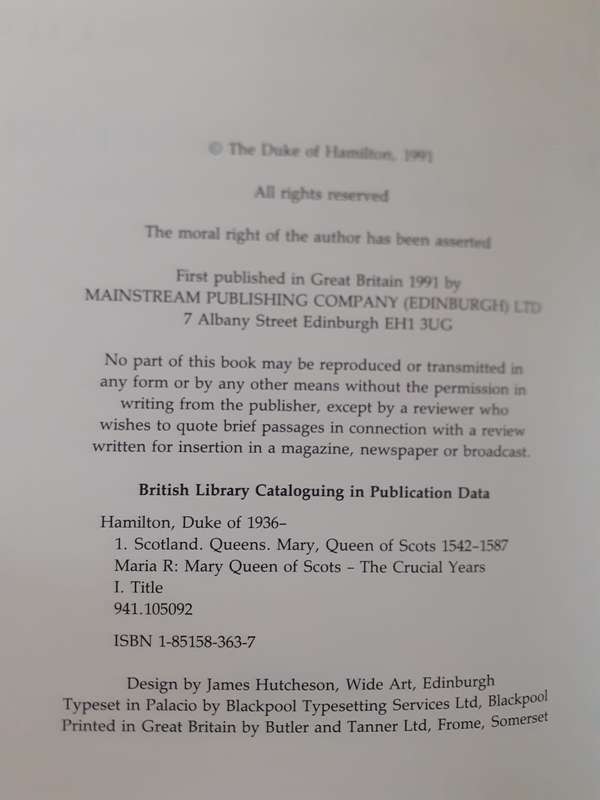 © The Duke of Hamilton, 1991
All rights reserved
The moral right of the author has been asserted
First published in Great Britain 1991 by
MAINSTREAM PUBLISHING COMPANY (EDINBURGH) LTD
7 Albany Street Edinburgh EH1 3UG
No part of this book may be reproduced or transmitted in
any form or by any other means without the permission in
writing from the publisher, except by a reviewer who
wishes to quote brief passages in connection with a review
written for insertion in a magazine, newspaper or broadcast.
British Library Cataloguing in Publication Data
Hamilton, Duke of 1936–
1. Scotland. Queens. Mary, Queen of Scots 1542–1587
Maria R: Mary Queen of Scots – The Crucial Years
I. Title
941.105092
ISBN 1-85158-363-7
Design by James Hutcheson, Wide Art, Edinburgh
Typeset in Palacio by Blackpool Typesetting Services Ltd, Blackpool
Printed in Great Britain by Butler and Tanner Ltd, Frome, Somerset